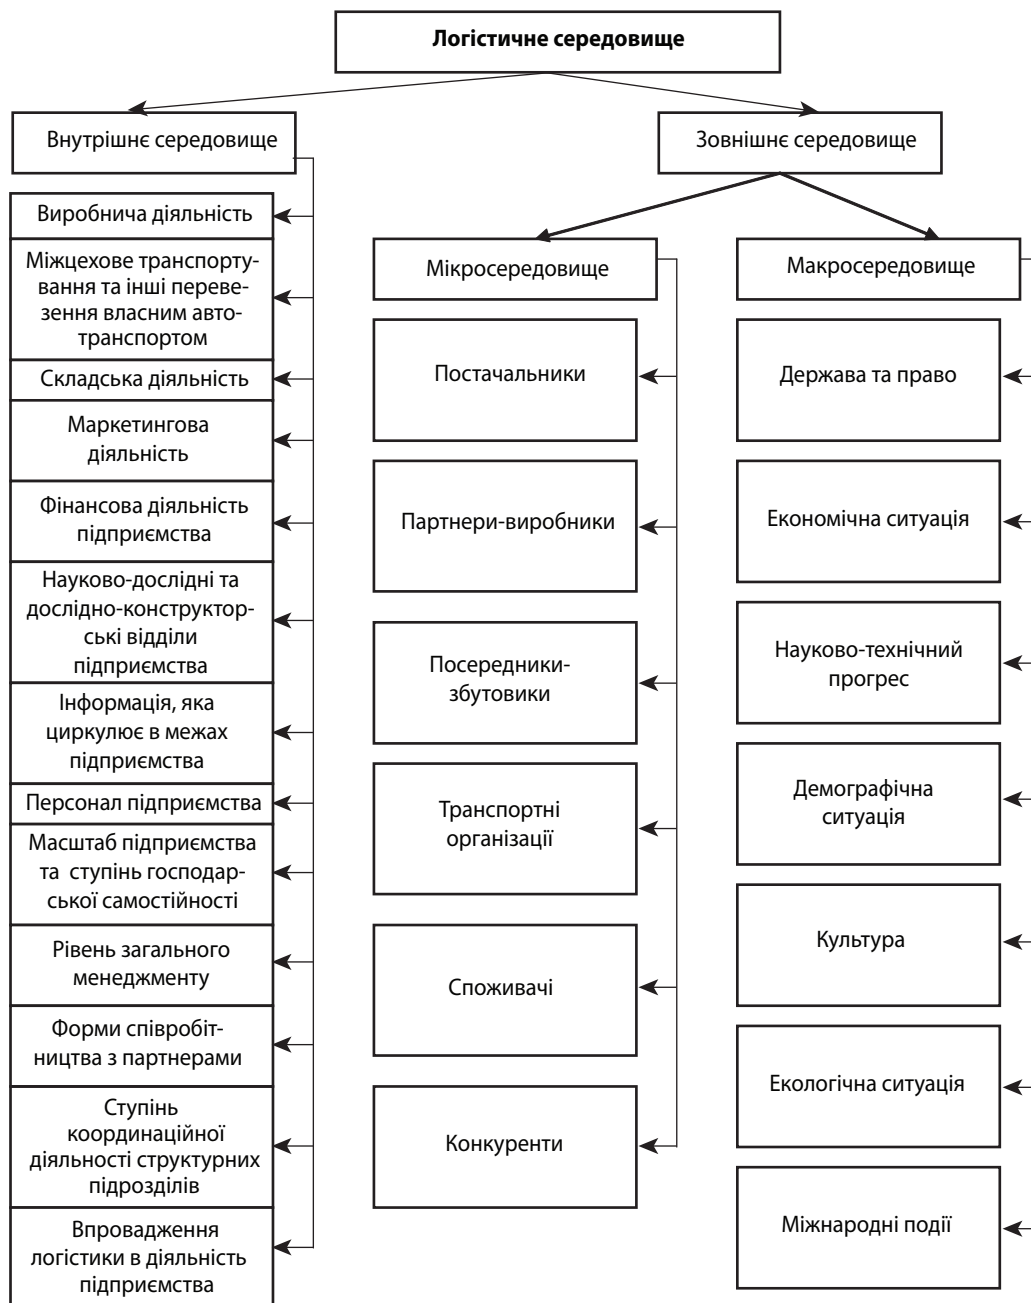 Логістичне середовище
Внутрішнє середовище
Зовнішнє середовище
Виробнича діяльність
Міжцехове транспорту-
вання та інші переве-
зення власним авто-
транспортом
Складська діяльність
Маркетингова
діяльність
Фінансова діяльність
підприємства
Науково-дослідні та
дослідно-конструктор-
ські відділи
підприємства
Інформація, яка
циркулює в межах
підприємства
Персонал підприємства
Масштаб підприємства
та ступінь господар-
ської самостійності
Рівень загального
менеджменту
Форми співробіт-
ництва з партнерами
Ступінь
координаційної
діяльності структурних
підрозділів
Впровадження
логістики в діяльність
підприємства
Мікросередовище
Постачальники
Партнери-виробники
Посередники-
збутовики
Транспортні
організації
Споживачі
Конкуренти
Макросередовище
Держава та право
Економічна ситуація
Науково-технічний
прогрес
Демографічна
ситуація
Культура
Екологічна ситуація
Міжнародні події